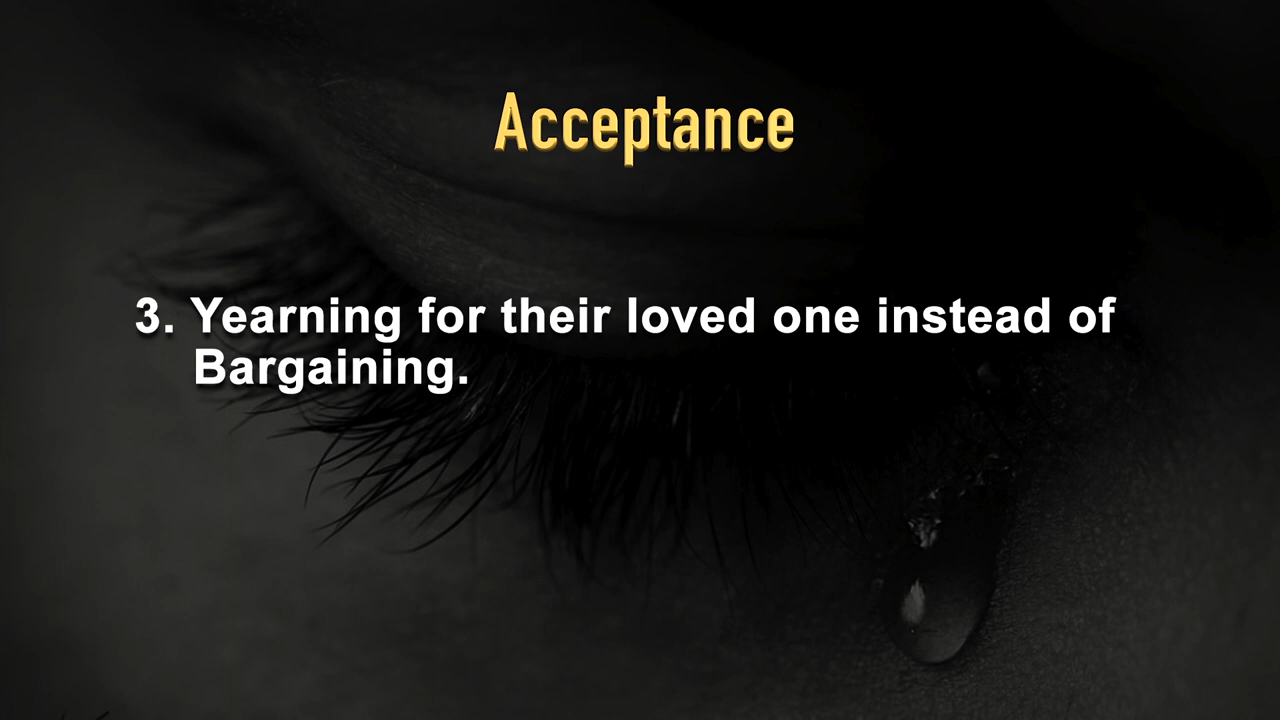 Acceptance
3. Yearning for their loved one instead of
Bargaining.